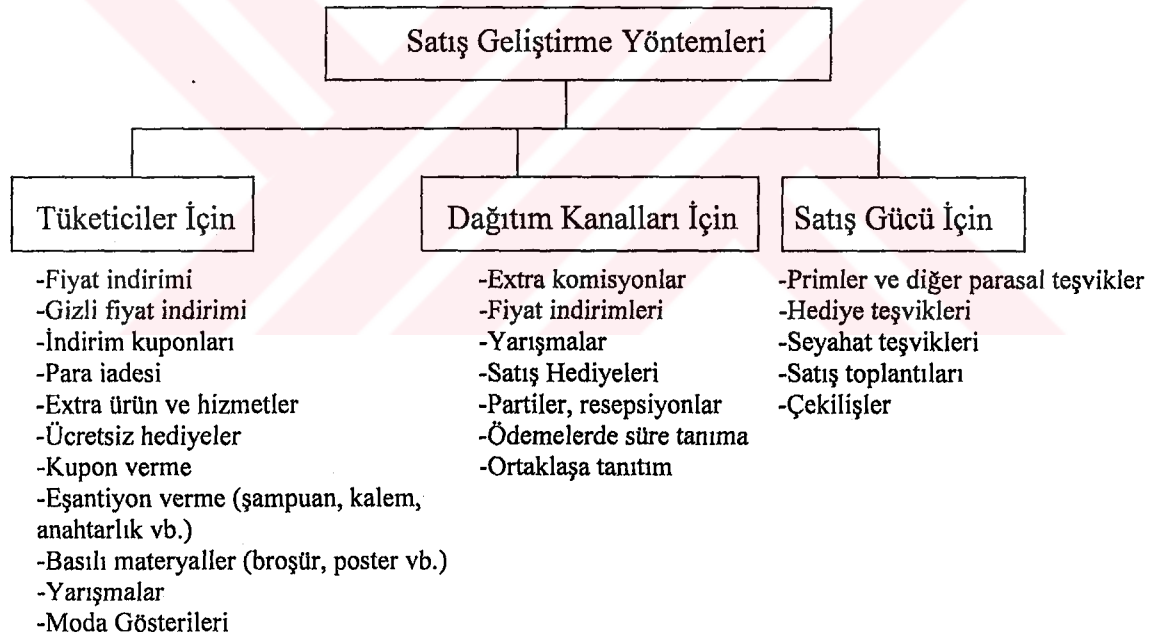 Satış Geliştirme Yöntemleri
Tüketiciler İçin
-Fiyat indirimi
-Gizli fiyat indirimi
-İndirim kuponları
-Para iadesi
-Extra ürün ve hizmetler
-Ücretsiz hediyeler
-Kupon verme
-Eşantiyon verme (şampuan, kalem,
anahtarlık vb.)
-Basılı materyaller (broşür, poster vb.)
-Yarışmalar
-Moda Gösterileri
Dağıtım Kanalları İçin
-Extra komisyonlar
-Fiyat indirimleri
-Yarışmalar
-Satış Hediyeleri
-Partiler, resepsiyonlar
-Ödemelerde süre tanıma
-Ortaklaşa tanıtım
Satış Gücü İçin
-Primler ve diğer parasal teşvikler
-Hediye teşvikleri
-Seyahat teşvikleri
-Satış toplantıları
-Çekilişler